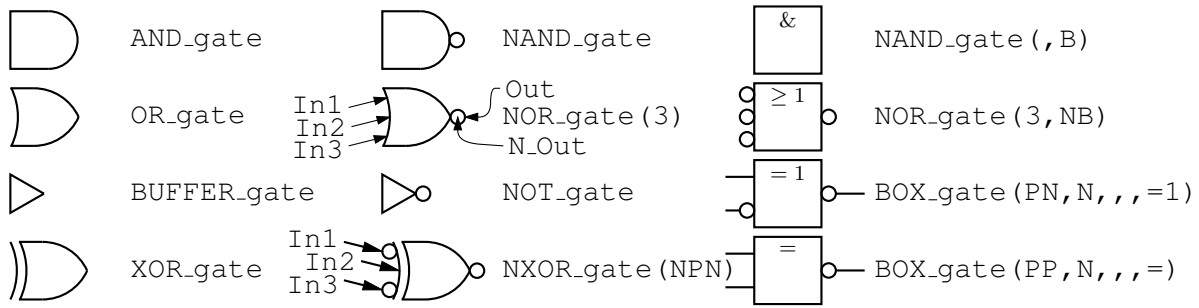 AND_gate NAND_gate & NAND_gate(,B)
Out
In1 ≥ 1
OR_gate In2 NOR_gate(3) NOR_gate(3,NB)
In3 N_Out
= 1
BUFFER_gate NOT_gate BOX_gate(PN,N,,,=1)
In1 =
XOR_gate In2 NXOR_gate(NPN) BOX_gate(PP,N,,,=)
In3